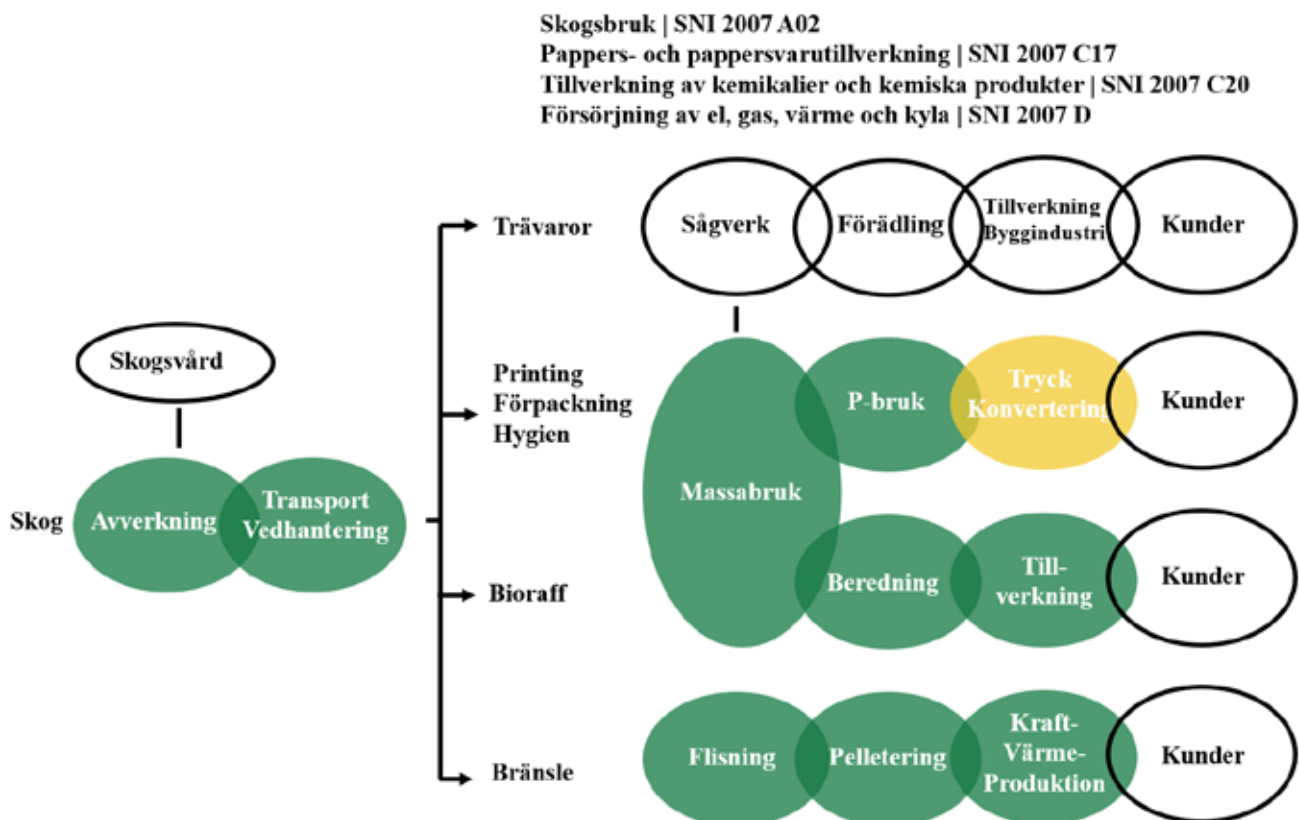 Skogsbruk | SNI 2007 A02
Pappers- och pappersvarutillverkning | SNI 2007 C17
Tillverkning av kemikalier och kemiska produkter | SNI 2007 C20
Försörjning av el, gas, värme och kyla | SNI 2007 D
Trävaror
Sågverk
Förädling
Tillverkning
Byggindustri
Kunder
Skogsvård
Printing
Förpackning
Hygien
P-bruk
Tryck
Konvertering
Kunder
Massabruk
Skog
Avverkning
Transport
Vedhantering
Bioraff
Beredning
Till-
verkning
Kunder
Bränsle
Flisning
Pelletering
Kraft-
Värme-
Produktion
Kunder